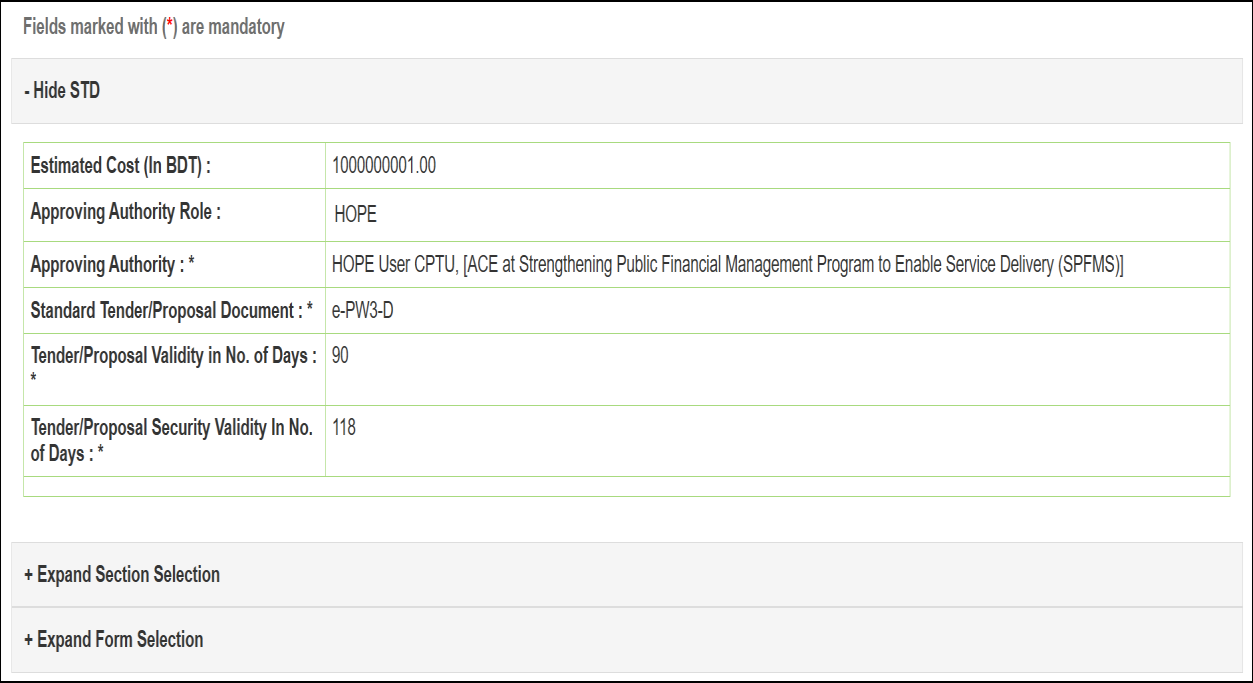 Fields marked with (*) are mandatory
- Hide STD
Estimated Cost (In BDT) : 1000000001.00
Approving Authority Role : HOPE
Approving Authority : * HOPE User CPTU, [ACE at Strengthening Public Financial Management Program to Enable Service Delivery (SPFMS)]
Standard Tender/Proposal Document : * e-PW3-D
Tender/Proposal Validity in No. of Days : 90
*
Tender/Proposal Security Validity In No. 118
of Days : *
+ Expand Section Selection
+ Expand Form Selection